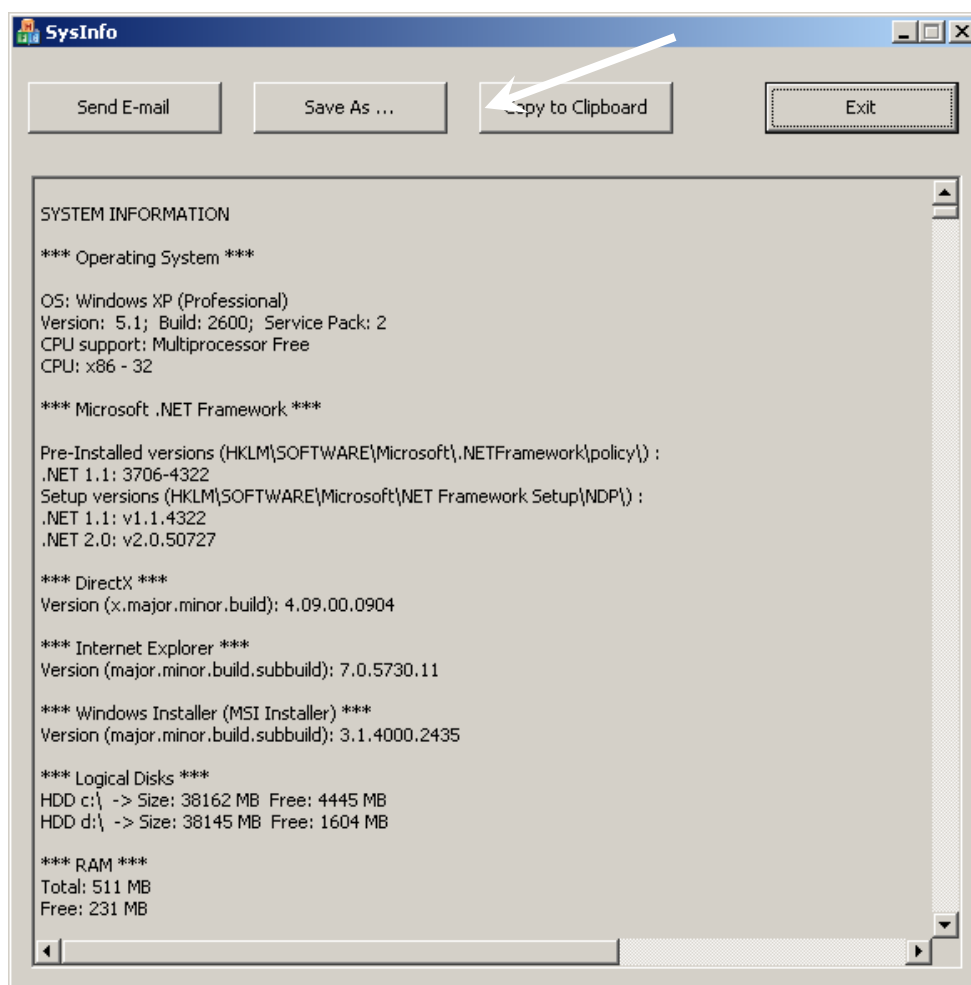 SysInfo
Send E-mail
Save As ...
Copy to Clipboard
Exit
SYSTEM INFORMATION
*** Operating System ***
OS: Windows XP (Professional)
Version:  5.1;  Build: 2600;  Service Pack: 2
CPU support: Multiprocessor Free
CPU: x86 - 32
*** Microsoft .NET Framework ***
Pre-Installed versions (HKLM\SOFTWARE\Microsoft\.NETFramework\policy\) :
.NET 1.1: 3706-4322
Setup versions (HKLM\SOFTWARE\Microsoft\NET Framework Setup\NDP\) :
.NET 1.1: v1.1.4322
.NET 2.0: v2.0.50727
*** DirectX ***
Version (x.major.minor.build): 4.09.00.0904
*** Internet Explorer ***
Version (major.minor.build.subbuild): 7.0.5730.11
*** Windows Installer (MSI Installer) ***
Version (major.minor.build.subbuild): 3.1.4000.2435
*** Logical Disks ***
HDD c:\  -> Size: 38162 MB  Free: 4445 MB
HDD d:\  -> Size: 38145 MB  Free: 1604 MB
*** RAM ***
Total: 511 MB
Free: 231 MB